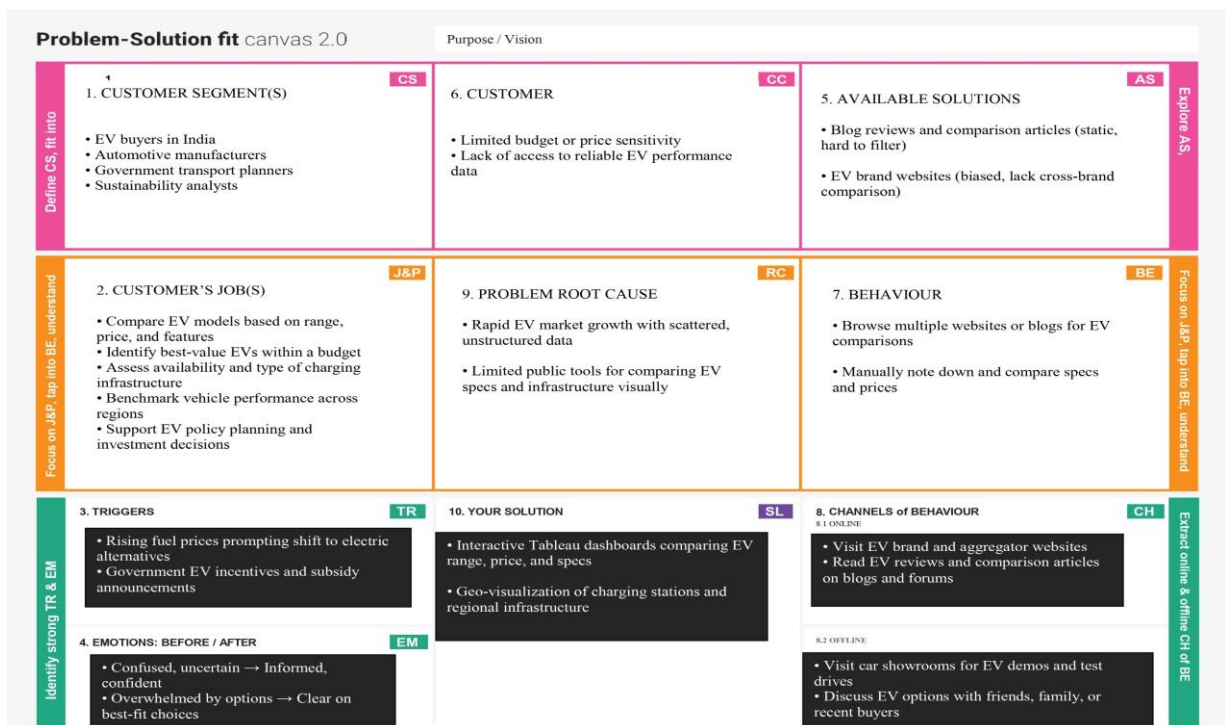 Problem-Solution fit canvas 2.0
Purpose / Vision
Define CS, fit into
CS
1. CUSTOMER SEGMENT(S)
• EV buyers in India
• Automotive manufacturers
• Government transport planners
• Sustainability analysts
CC
6. CUSTOMER
• Limited budget or price sensitivity
• Lack of access to reliable EV performance
data
AS
5. AVAILABLE SOLUTIONS
• Blog reviews and comparison articles (static,
hard to filter)
• EV brand websites (biased, lack cross-brand
comparison)
Explore AS,
Focus on J&P, tap into BE, understand
J&P
2. CUSTOMER'S JOB(S)
• Compare EV models based on range,
price, and features
• Identify best-value EVs within a budget
• Assess availability and type of charging
infrastructure
• Benchmark vehicle performance across
regions
• Support EV policy planning and
investment decisions
RC
9. PROBLEM ROOT CAUSE
• Rapid EV market growth with scattered,
unstructured data
• Limited public tools for comparing EV
specs and infrastructure visually
BE
7. BEHAVIOUR
• Browse multiple websites or blogs for EV
comparisons
• Manually note down and compare specs
and prices
Focus on J&P, tap into BE, understand
Identify strong TR & EM
3. TRIGGERS
TR
• Rising fuel prices prompting shift to electric
alternatives
• Government EV incentives and subsidy
announcements
4. EMOTIONS: BEFORE / AFTER
EM
• Confused, uncertain → Informed,
confident
• Overwhelmed by options → Clear on
best-fit choices
10. YOUR SOLUTION
SL
• Interactive Tableau dashboards comparing EV
range, price, and specs
• Geo-visualization of charging stations and
regional infrastructure
8. CHANNELS of BEHAVIOUR
CH
8.1 ONLINE
• Visit EV brand and aggregator websites
• Read EV reviews and comparison articles
on blogs and forums
8.2 OFFLINE
• Visit car showrooms for EV demos and test
drives
• Discuss EV options with friends, family, or
recent buyers
Extract online & offline CH of BE